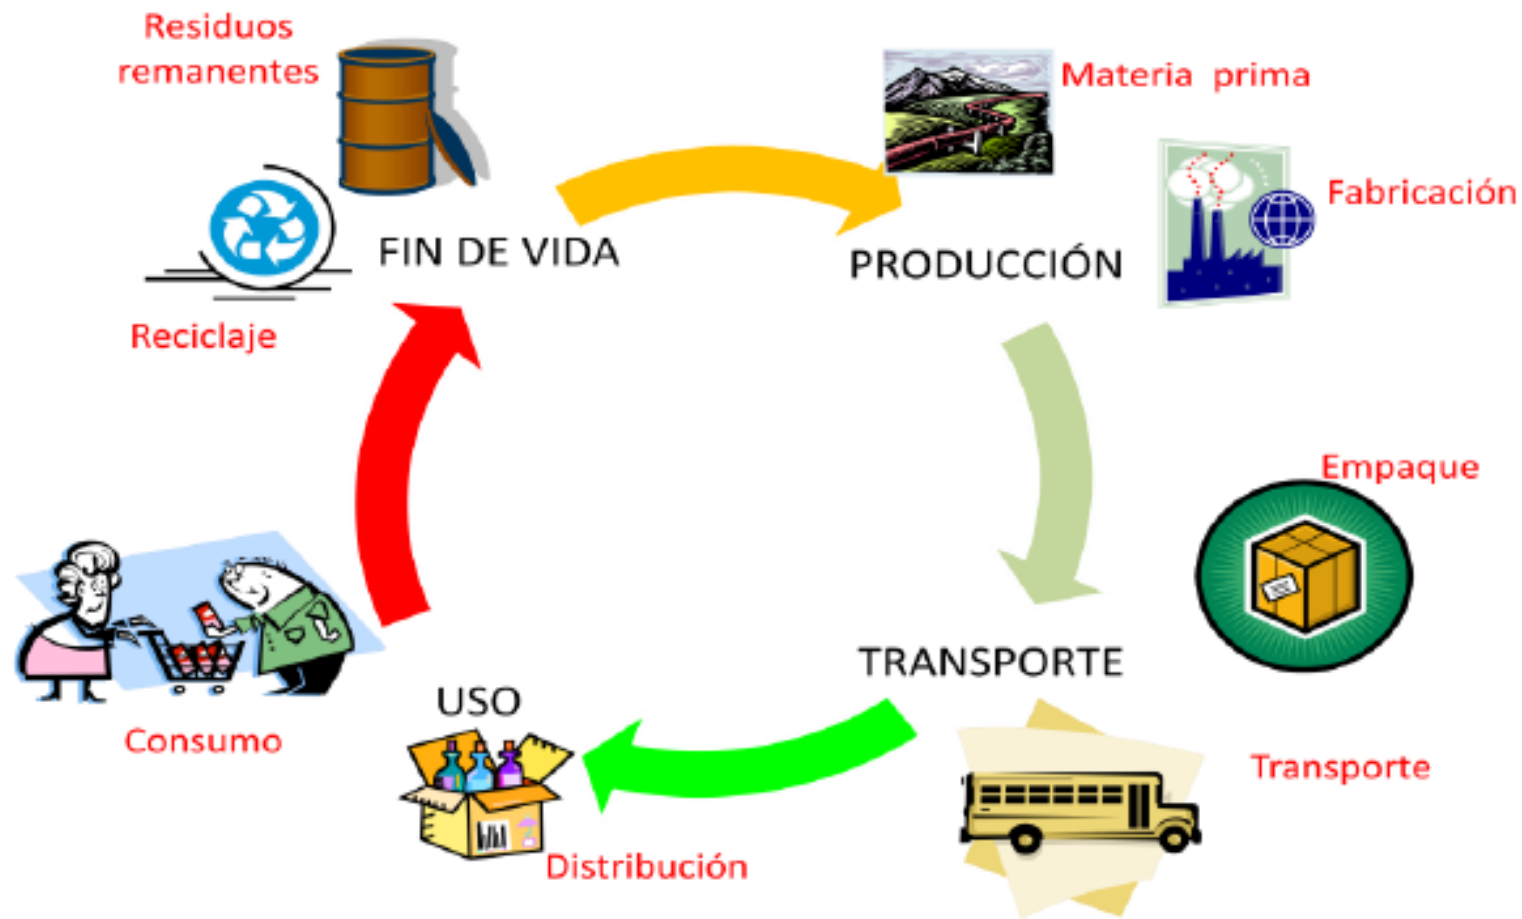 Residuos
remanentes
Materia prima
Fabricación
FIN DE VIDA
PRODUCCIÓN
Reciclaje
Empaque
TRANSPORTE
USO
Consumo
Transporte
Distribución